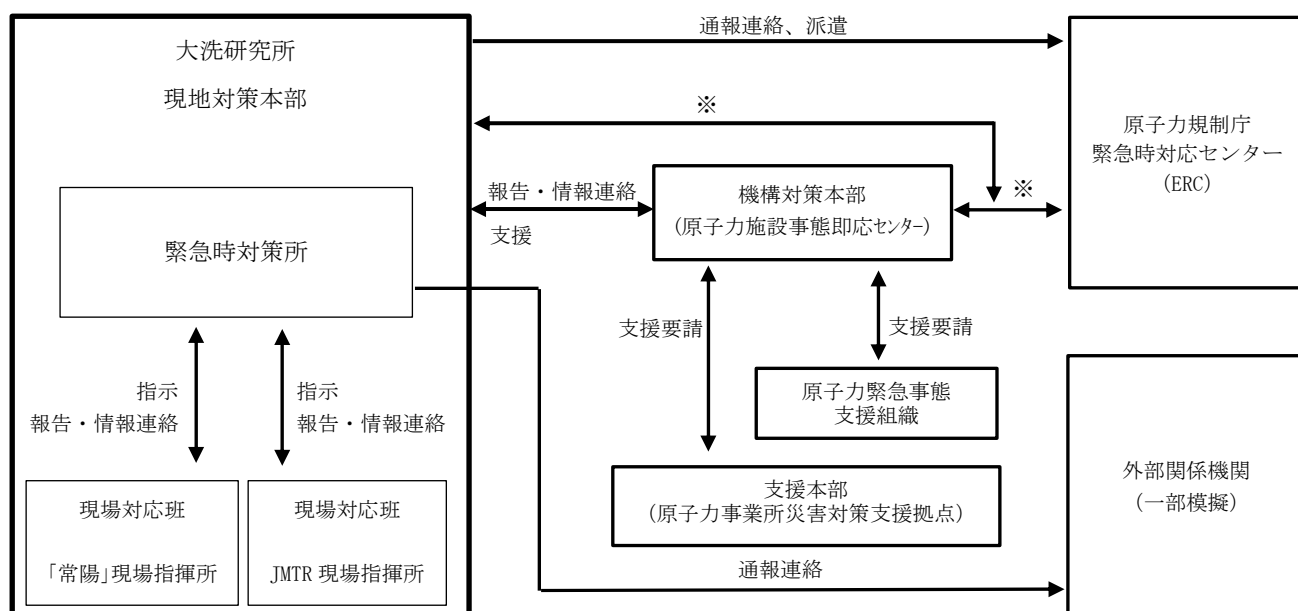 大洗研究所
現地対策本部
緊急時対策所
指示
報告・情報連絡
指示
報告・情報連絡
現場対応班
「常陽」現場指揮所
現場対応班
JMTR 現場指揮所
通報連絡、派遣
※
報告・情報連絡
支援
機構対策本部
(原子力施設事態即応センター)
※
支援要請
支援要請
原子力緊急事態
支援組織
支援本部
(原子力事業所災害対策支援拠点)
通報連絡
原子力規制庁
緊急時対応センター
(ERC)
外部関係機関
(一部模擬)